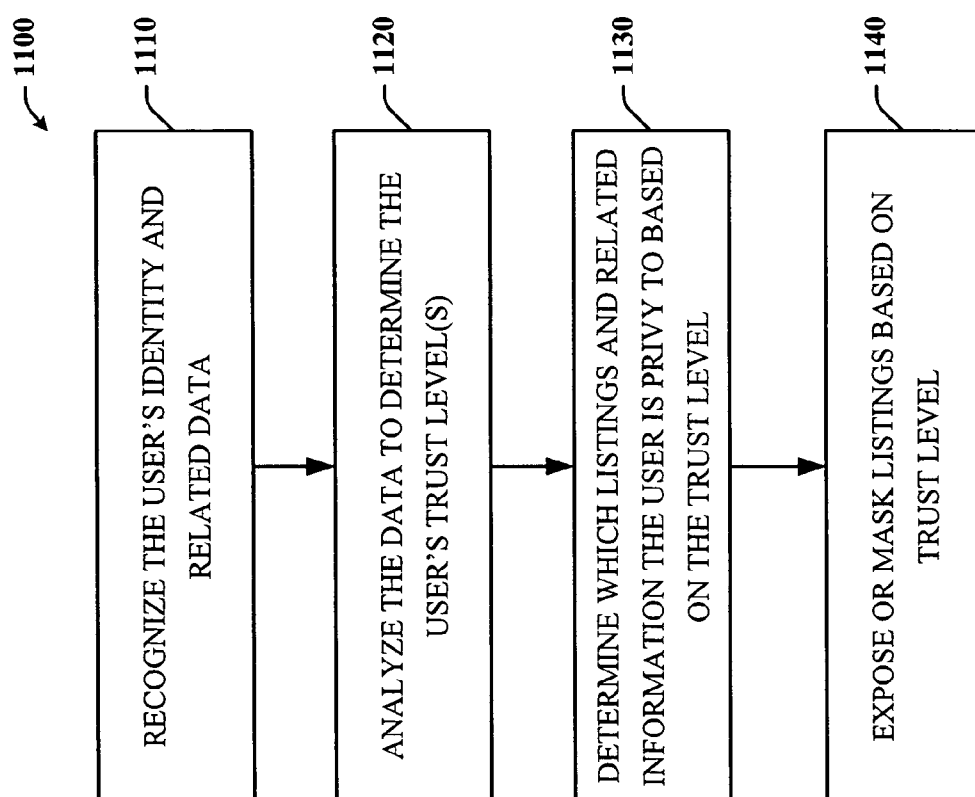 1100
1110
RECOGNIZE THE USER'S IDENTITY AND
RELATED DATA
1120
ANALYZE THE DATA TO DETERMINE THE
USER'S TRUST LEVEL(S)
1130
DETERMINE WHICH LISTINGS AND RELATED
INFORMATION THE USER IS PRIVY TO BASED
ON THE TRUST LEVEL
1140
EXPOSE OR MASK LISTINGS BASED ON
TRUST LEVEL